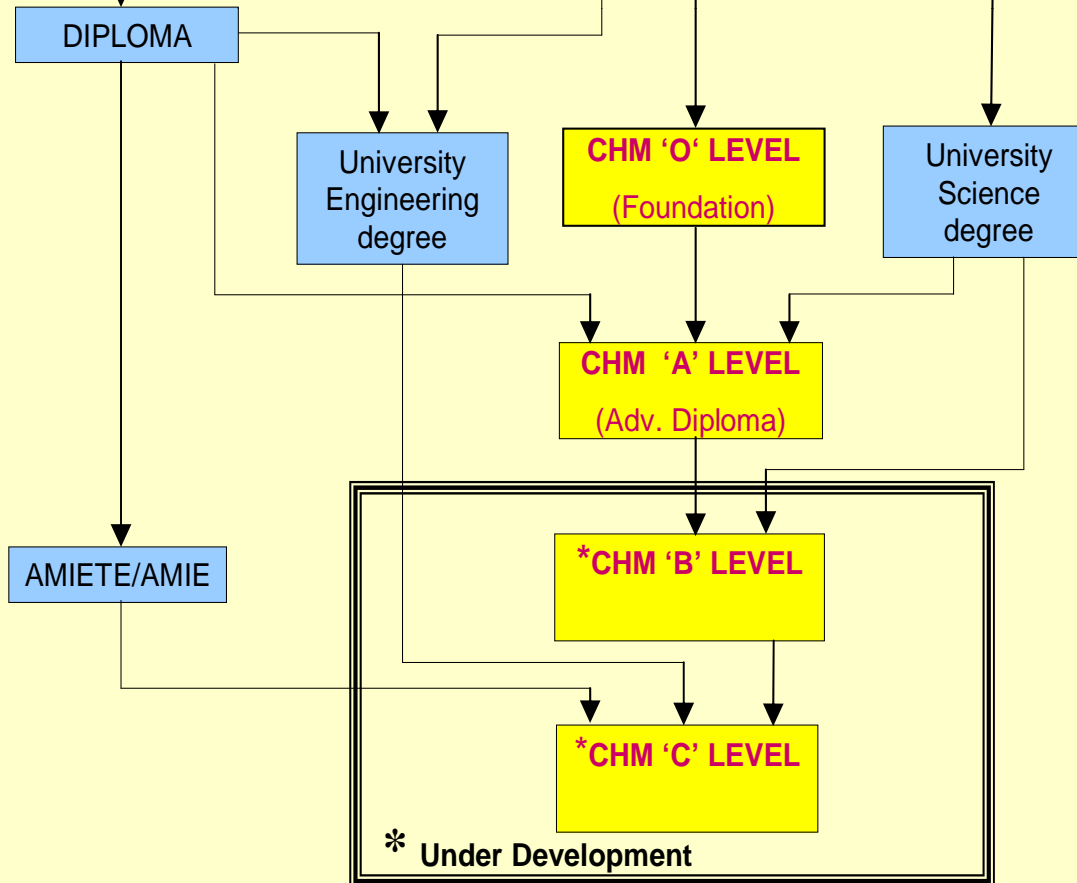 DIPLOMA
University
Engineering
degree
CHM ‘O‘ LEVEL
(Foundation)
University
Science
degree
CHM ‘A’ LEVEL
(Adv. Diploma)
AMIETE/AMIE
*CHM ‘B’ LEVEL
*CHM ‘C’ LEVEL
* Under Development